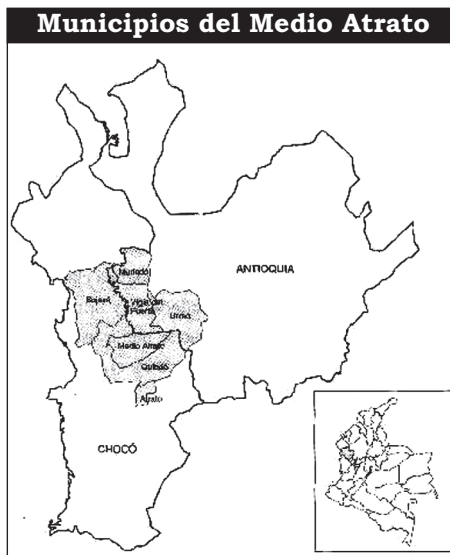 Municipios del Medio Atrato
ANTIOQUIA
Murindó
Bojayá
Vigía del
Fuerte
Urrao
Medio Atrato
Quibdó
Atrato
CHOCÓ